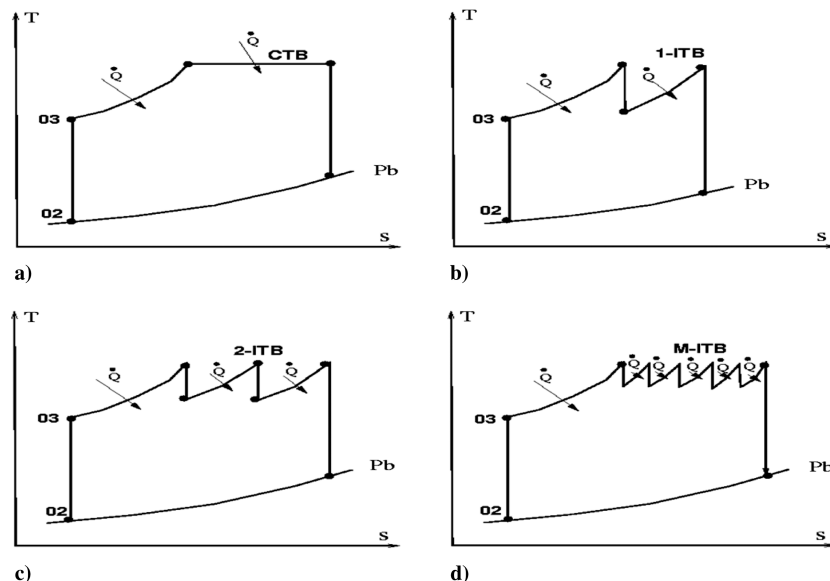 T
Q
CTB
Q
03
Pb
02
S
a)
T
1-ITB
Q
Q
03
Pb
02
S
b)
T
2-ITB
Q
Q
Q
03
Pb
02
S
c)
T
M-ITB
Q
Q Q Q Q Q
03
Pb
02
S
d)